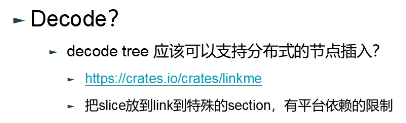 Decode?
decode tree 应该可以支持分布式的节点插入?
https://crates.io/crates/linkme
把slice放到link到特殊的section，有平台依赖的限制